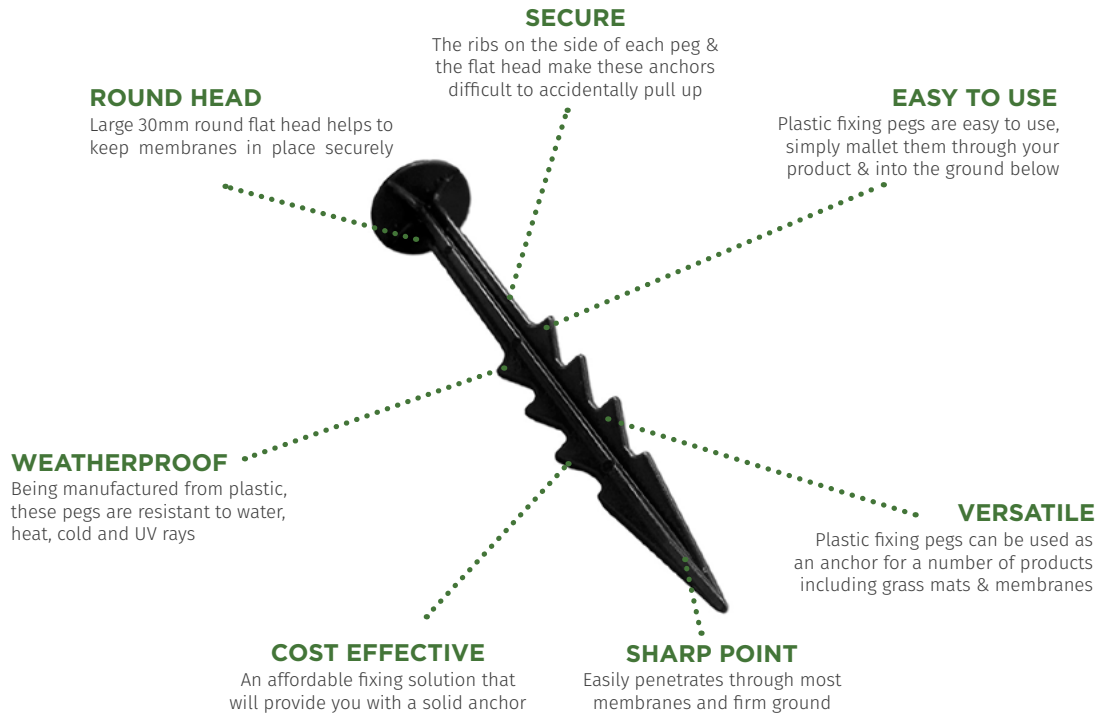 SECURE
The ribs on the side of each peg &
the flat head make these anchors
difficult to accidentally pull up
ROUND HEAD
Large 30mm round flat head helps to
keep membranes in place securely
EASY TO USE
Plastic fixing pegs are easy to use,
simply mallet them through your
product & into the ground below
WEATHERPROOF
Being manufactured from plastic,
these pegs are resistant to water,
heat, cold and UV rays
VERSATILE
Plastic fixing pegs can be used as
an anchor for a number of products
including grass mats & membranes
COST EFFECTIVE
An affordable fixing solution that
will provide you with a solid anchor
SHARP POINT
Easily penetrates through most
membranes and firm ground